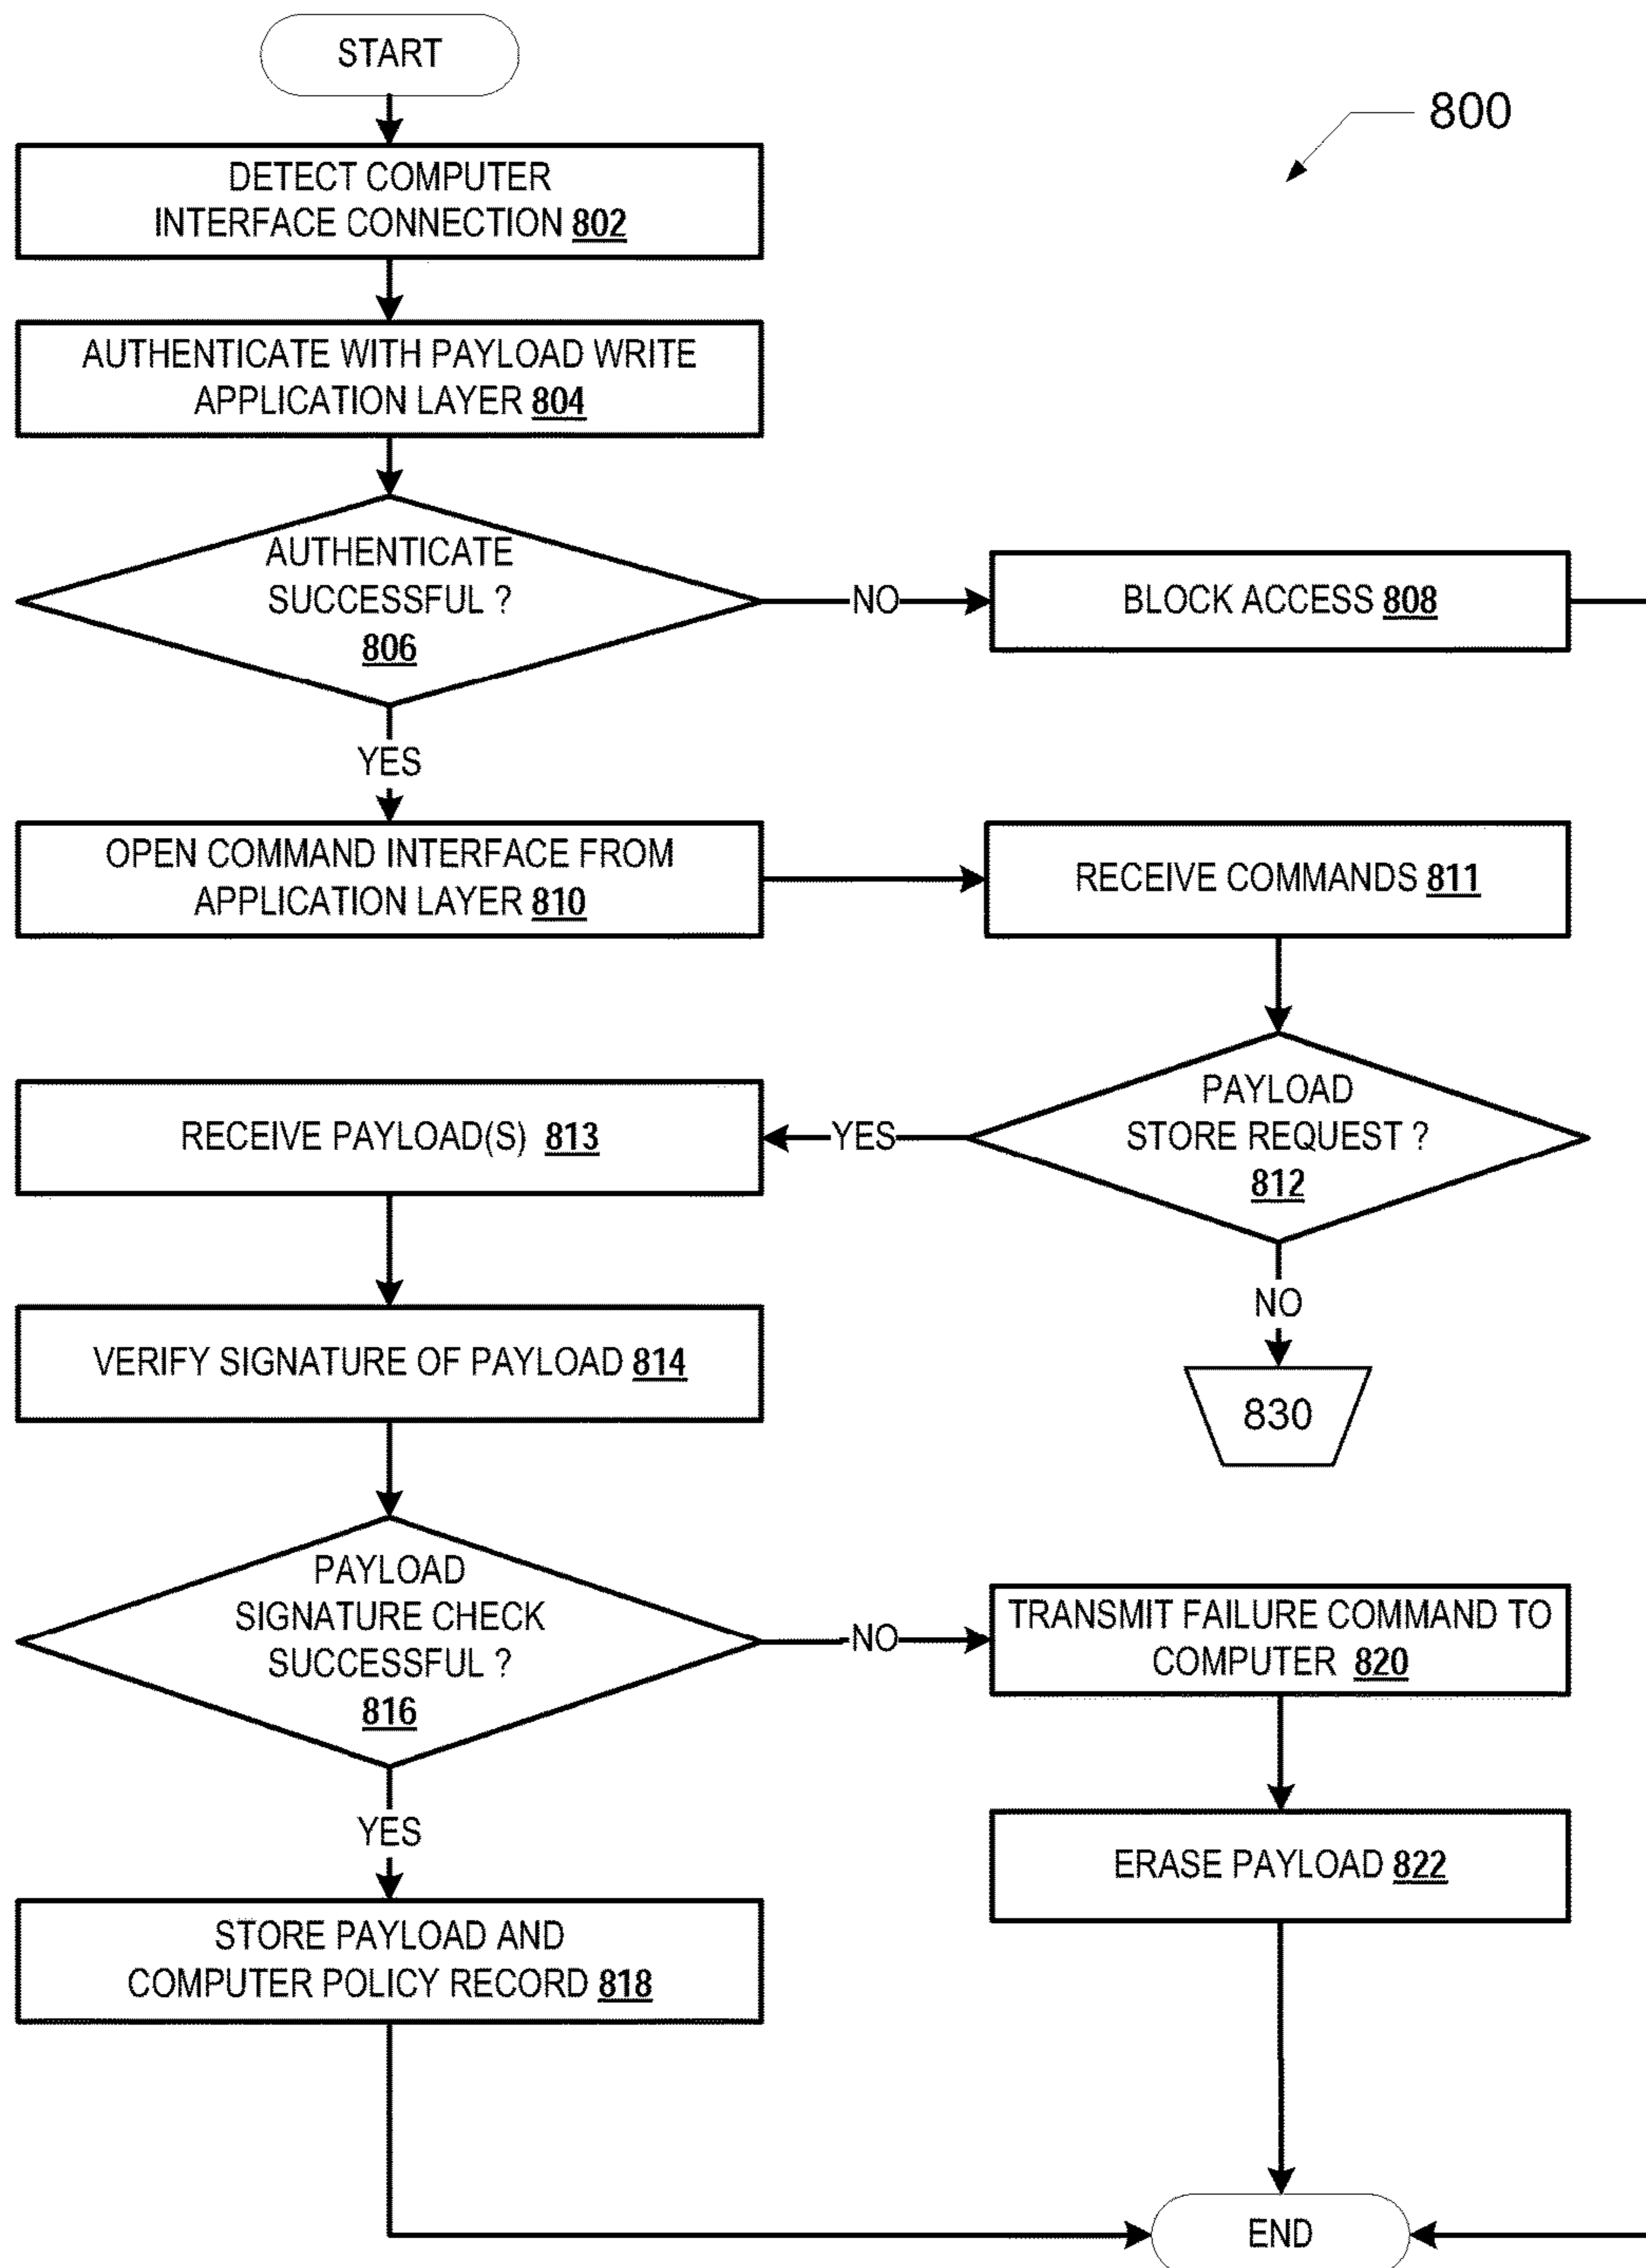 START
800
DETECT COMPUTER
INTERFACE CONNECTION 802
AUTHENTICATE WITH PAYLOAD WRITE
APPLICATION LAYER 804
AUTHENTICATE
SUCCESSFUL ?
806
NO
BLOCK ACCESS 808
YES
OPEN COMMAND INTERFACE FROM
APPLICATION LAYER 810
RECEIVE COMMANDS 811
PAYLOAD
STORE REQUEST ?
812
YES
RECEIVE PAYLOAD(S) 813
NO
830
VERIFY SIGNATURE OF PAYLOAD 814
PAYLOAD
SIGNATURE CHECK
SUCCESSFUL ?
816
NO
TRANSMIT FAILURE COMMAND TO
COMPUTER 820
YES
ERASE PAYLOAD 822
STORE PAYLOAD AND
COMPUTER POLICY RECORD 818
END